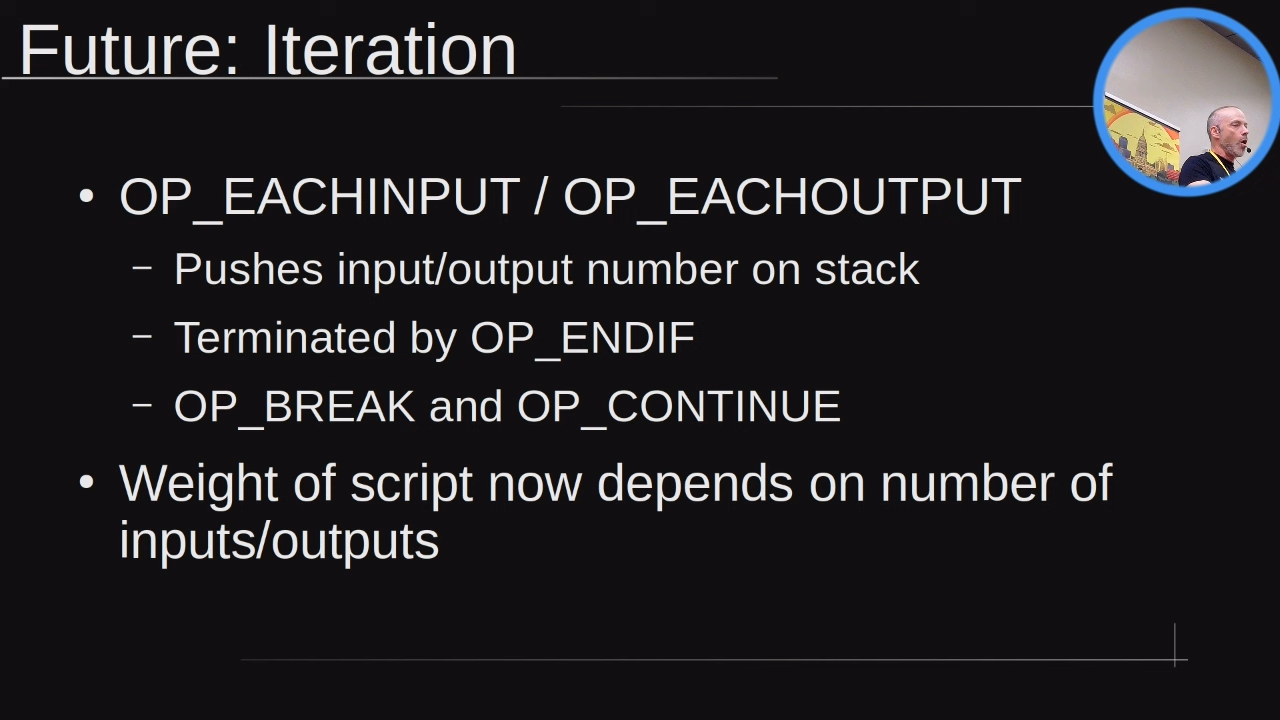 Future: Iteration
• OP_EACHINPUT / OP_EACHOUTPUT
– Pushes input/output number on stack
– Terminated by OP_ENDIF
– OP_BREAK and OP_CONTINUE
• Weight of script now depends on number of
inputs/outputs